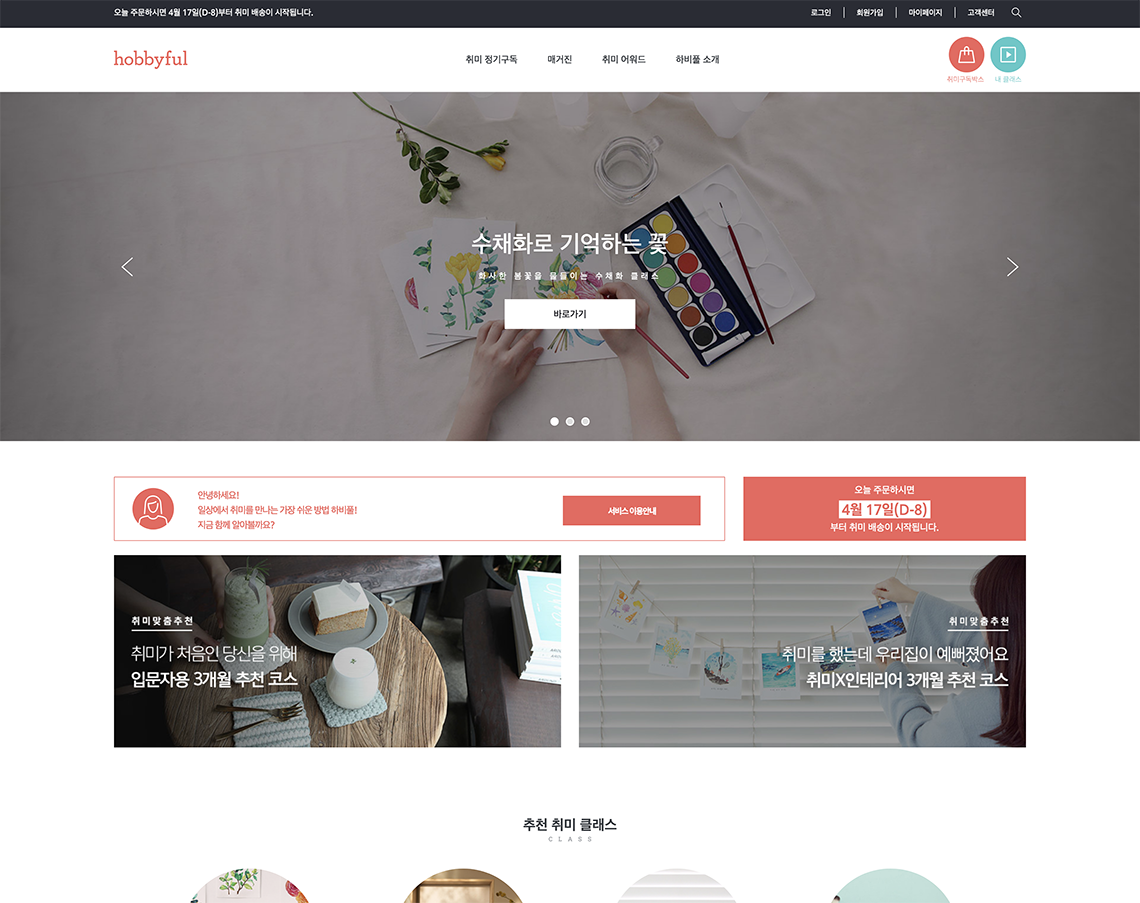 오늘 주문하시면 4월 17일(D-8)부터 취미 배송이 시작됩니다.
로그인 회원가입 마이페이지 고객센터
hobbyful
취미 정기구독 매거진 취미 어워드 하비풀 소개
취미구독박스 내 클래스
수채화로 기억하는 꽃
화사한 봄꽃을 물들이는 수채화 클래스
바로가기
안녕하세요!
일상에서 취미를 만나는 가장 쉬운 방법 하비풀!
지금 함께 알아볼까요?
서비스 이용안내
오늘 주문하시면
4월 17일(D-8)
부터 취미 배송이 시작됩니다.
취미맞춤추천
취미가 처음인 당신을 위해
입문자용 3개월 추천 코스
취미맞춤추천
취미를 했는데 우리집이 예뻐졌어요
취미X인테리어 3개월 추천 코스
추천 취미 클래스
CLASS